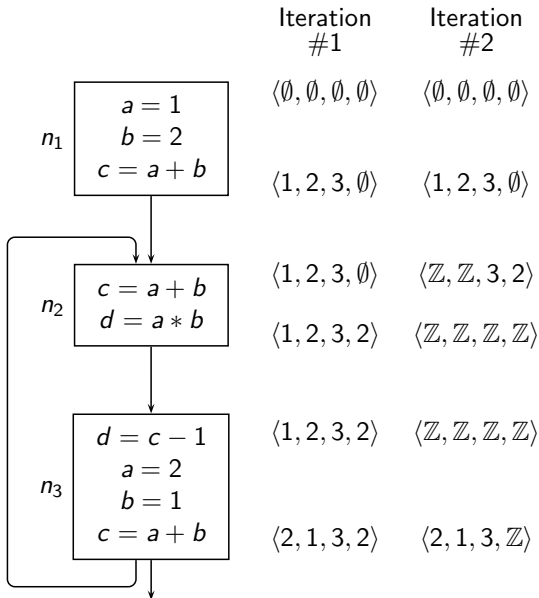 Iteration #1 Iteration #2
⟨∅, ∅, ∅, ∅⟩ ⟨∅, ∅, ∅, ∅⟩
a = 1
b = 2
n₁
c = a + b
⟨1, 2, 3, ∅⟩ ⟨1, 2, 3, ∅⟩
⟨1, 2, 3, ∅⟩ ⟨ℤ, ℤ, 3, 2⟩
c = a + b
n₂
d = a ∗ b
⟨1, 2, 3, 2⟩ ⟨ℤ, ℤ, ℤ, ℤ⟩
d = c − 1 ⟨1, 2, 3, 2⟩ ⟨ℤ, ℤ, ℤ, ℤ⟩
a = 2
n₃
b = 1
c = a + b ⟨2, 1, 3, 2⟩ ⟨2, 1, 3, ℤ⟩